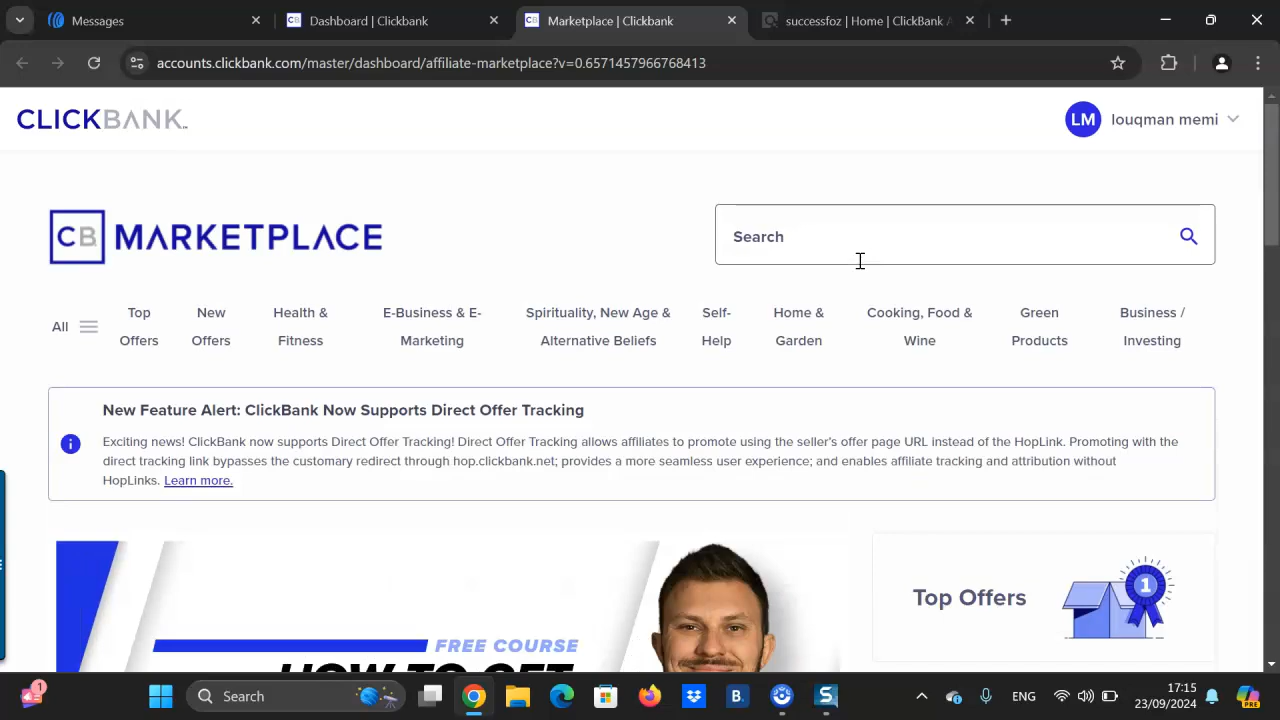 Messages
Dashboard | Clickbank
Marketplace | Clickbank
successfoz | Home | ClickBank A
accounts.clickbank.com/master/dashboard/affiliate-marketplace?v=0.6571457966768413
CLICKBANK
LM
louqman memi
CB MARKETPLACE
Search
All
Top Offers
New Offers
Health & Fitness
E-Business & E-Marketing
Spirituality, New Age & Alternative Beliefs
Self-Help
Home & Garden
Cooking, Food & Wine
Green Products
Business / Investing
New Feature Alert: ClickBank Now Supports Direct Offer Tracking
Exciting news! ClickBank now supports Direct Offer Tracking! Direct Offer Tracking allows affiliates to promote using the seller's offer page URL instead of the HopLink. Promoting with the
direct tracking link bypasses the customary redirect through hop.clickbank.net; provides a more seamless user experience; and enables affiliate tracking and attribution without
HopLinks. Learn more.
FREE COURSE
HOW TO GET
Top Offers
1
1
Search
B.
S
PRE
ENG
17:15
23/09/2024